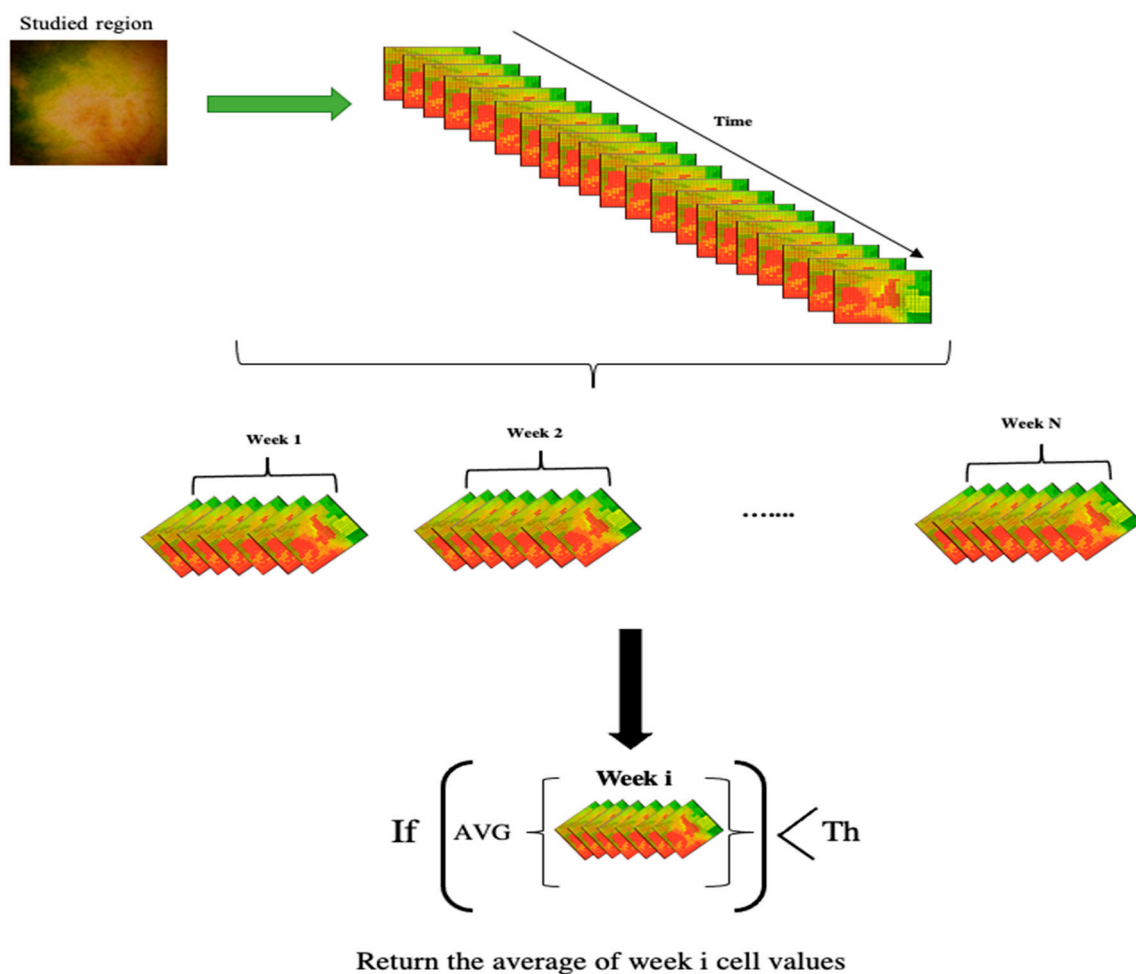 Studied region
Time
Week 1
Week 2
Week N
…....
Week i
If
AVG
< Th
Return the average of week i cell values